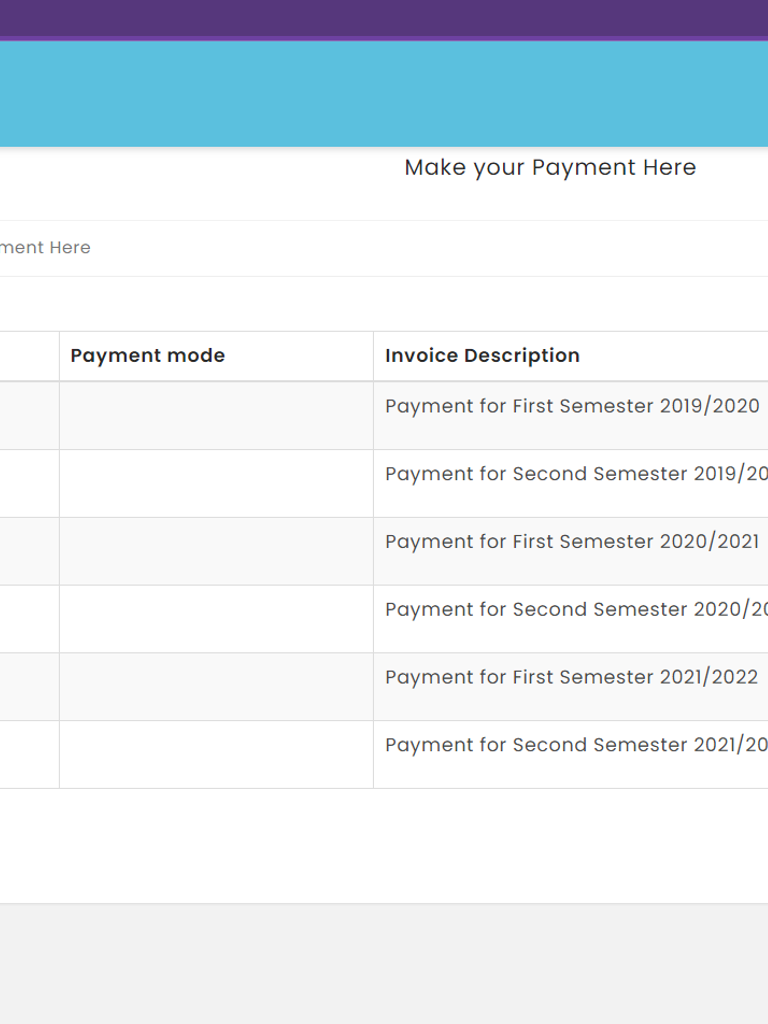 Make your Payment Here
ment Here
Payment mode Invoice Description
Payment for First Semester 2019/2020
Payment for Second Semester 2019/20
Payment for First Semester 2020/2021
Payment for Second Semester 2020/20
Payment for First Semester 2021/2022
Payment for Second Semester 2021/20